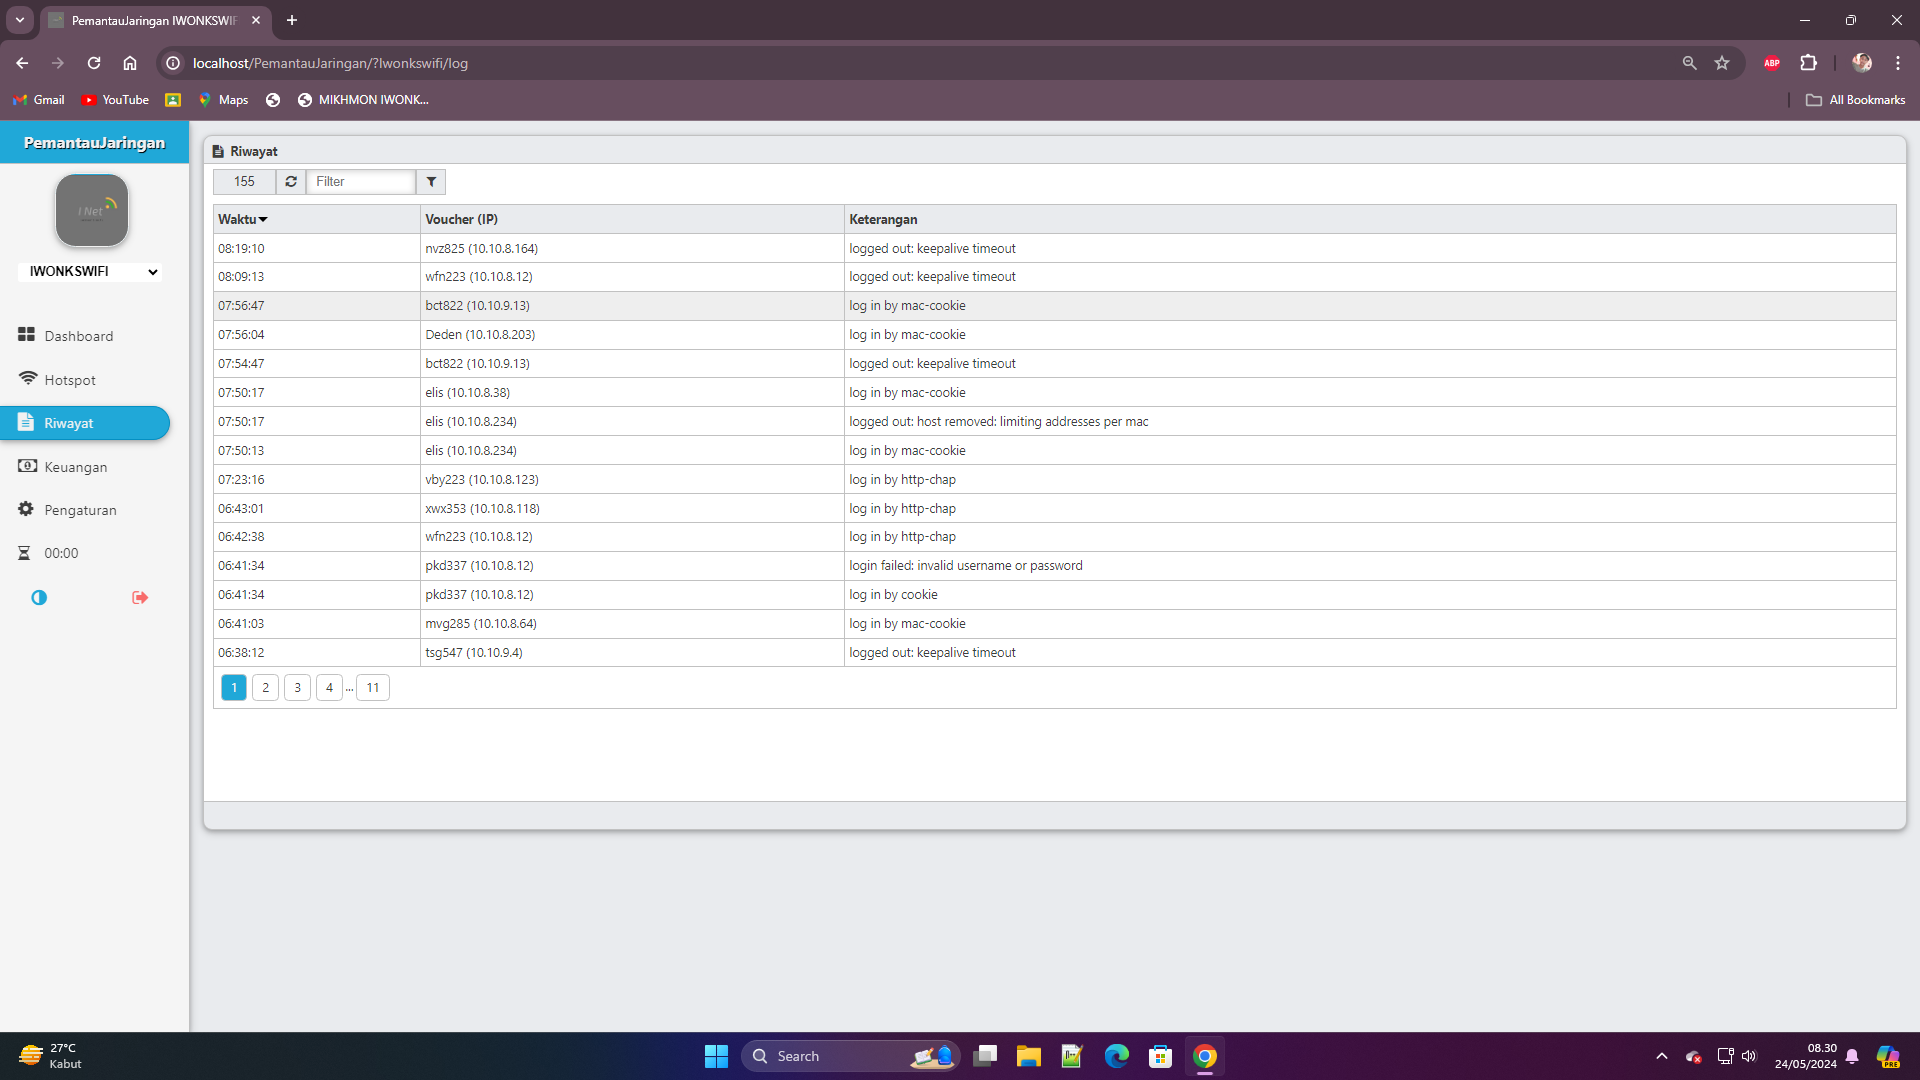 PemantauJaringan IWONKSWIF
localhost/PemantauJaringan/?Iwonkswifi/log
ABP
Gmail
YouTube
Maps
MIKHMON IWONK...
All Bookmarks
PemantauJaringan
I Net
IWONKSWIFI
Dashboard
Hotspot
Riwayat
Keuangan
Pengaturan
00:00
Riwayat
155
Filter
Waktu Voucher (IP) Keterangan
08:19:10 nvz825 (10.10.8.164) logged out: keepalive timeout
08:09:13 wfn223 (10.10.8.12) logged out: keepalive timeout
07:56:47 bct822 (10.10.9.13) log in by mac-cookie
07:56:04 Deden (10.10.8.203) log in by mac-cookie
07:54:47 bct822 (10.10.9.13) logged out: keepalive timeout
07:50:17 elis (10.10.8.38) log in by mac-cookie
07:50:17 elis (10.10.8.234) logged out: host removed: limiting addresses per mac
07:50:13 elis (10.10.8.234) log in by mac-cookie
07:23:16 vby223 (10.10.8.123) log in by http-chap
06:43:01 xwx353 (10.10.8.118) log in by http-chap
06:42:38 wfn223 (10.10.8.12) log in by http-chap
06:41:34 pkd337 (10.10.8.12) login failed: invalid username or password
06:41:34 pkd337 (10.10.8.12) log in by cookie
06:41:03 mvg285 (10.10.8.64) log in by mac-cookie
06:38:12 tsg547 (10.10.9.4) logged out: keepalive timeout
1 2 3 4 ... 11
27°C
Kabut
Search
08.30
24/05/2024
PRE